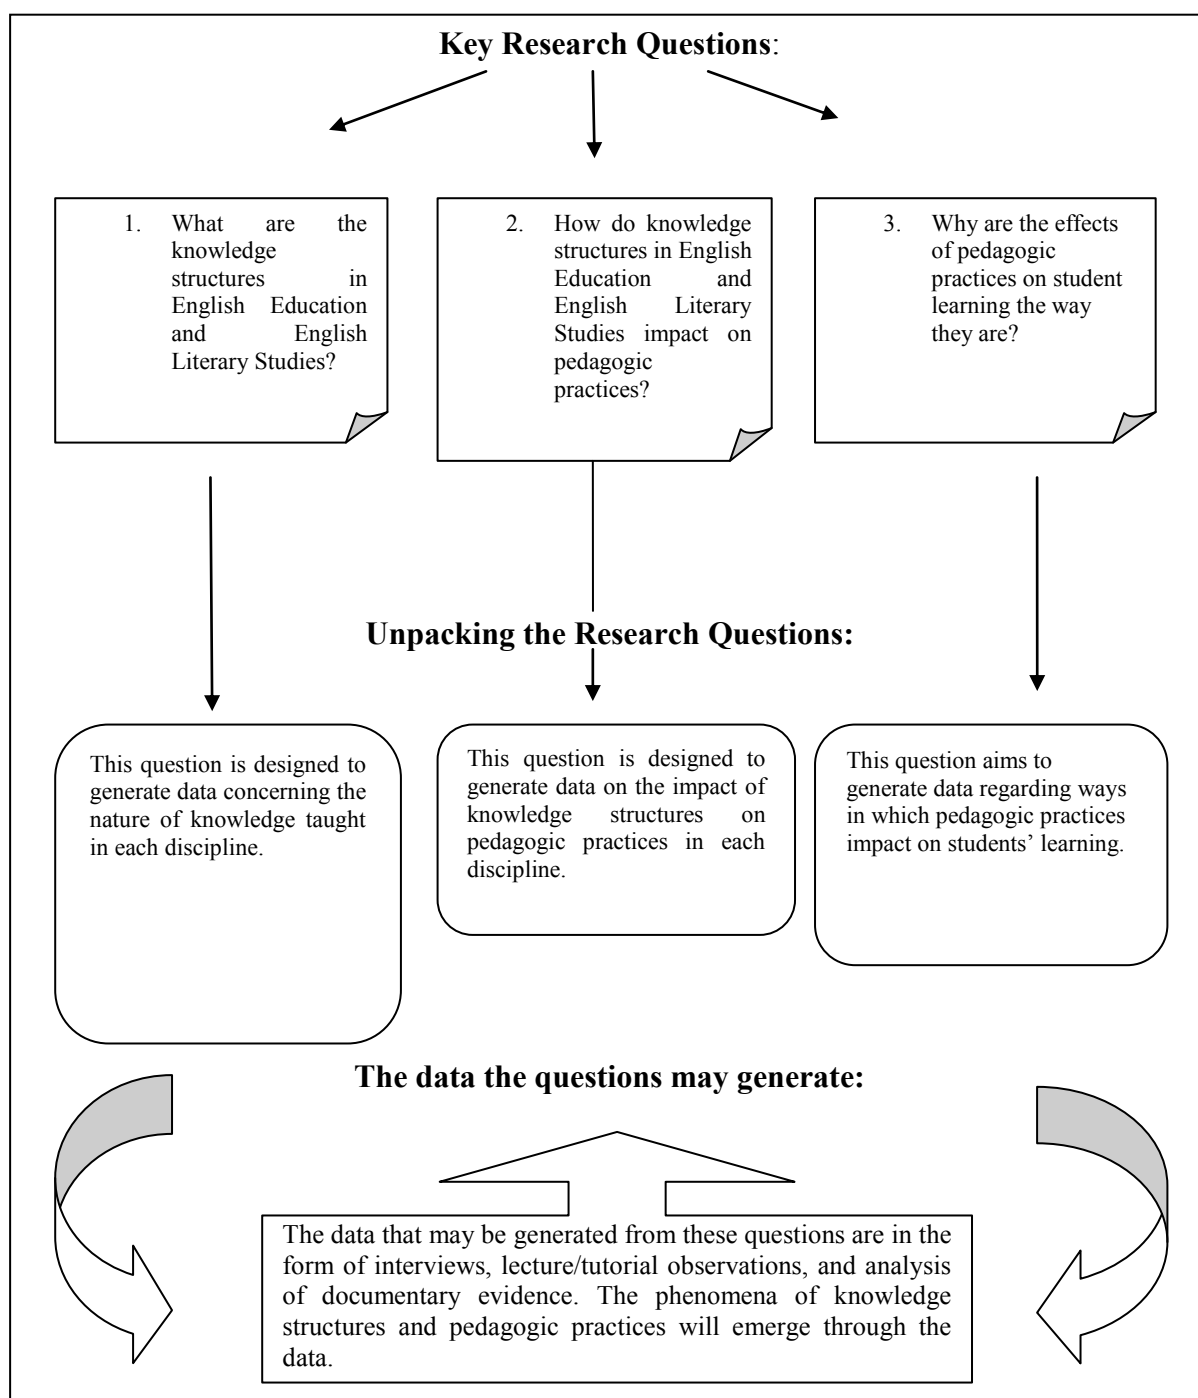 Key Research Questions:
1. What are the
knowledge
structures in
English Education
and English
Literary Studies?
2. How do knowledge
structures in English
Education and
English Literary
Studies impact on
pedagogic
practices?
3. Why are the effects
of pedagogic
practices on student
learning the way
they are?
Unpacking the Research Questions:
This question is designed to
generate data concerning the
nature of knowledge taught
in each discipline.
This question is designed to
generate data on the impact of
knowledge structures on
pedagogic practices in each
discipline.
This question aims to
generate data regarding ways
in which pedagogic practices
impact on students’ learning.
The data the questions may generate:
The data that may be generated from these questions are in the
form of interviews, lecture/tutorial observations, and analysis
of documentary evidence. The phenomena of knowledge
structures and pedagogic practices will emerge through the
data.